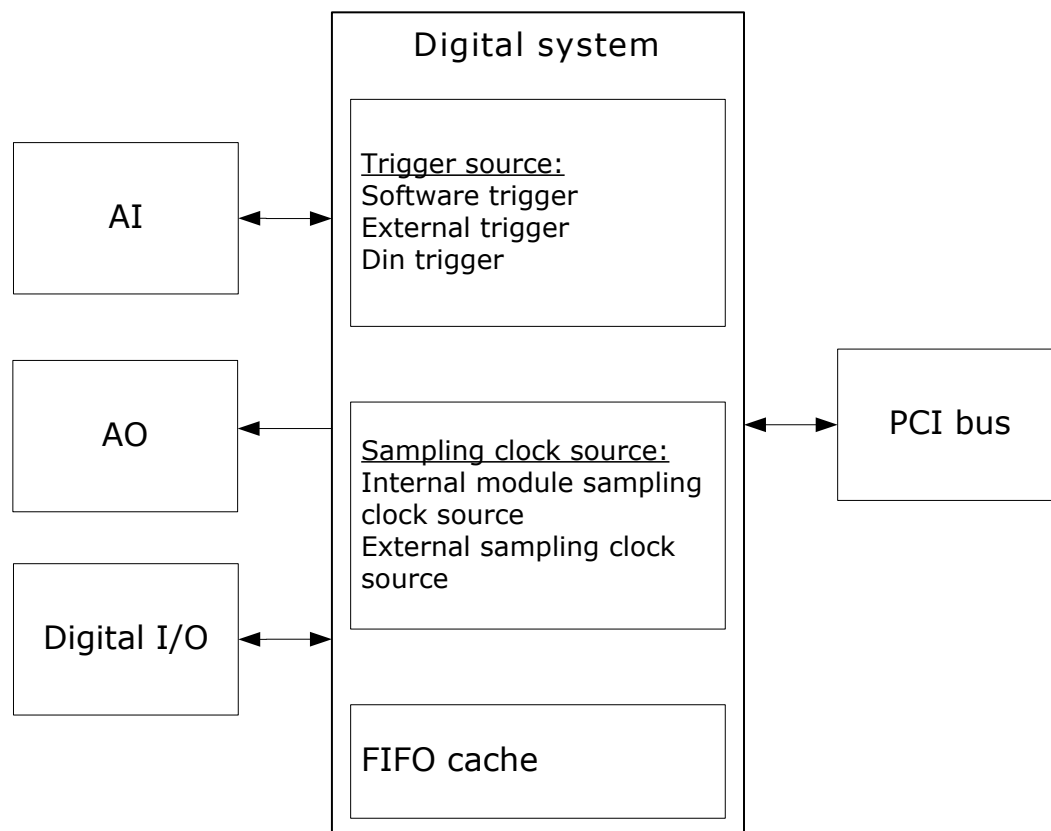 Digital system
Trigger source:
Software trigger
External trigger
Din trigger
AI
AO
Sampling clock source:
Internal module sampling
clock source
External sampling clock
source
PCI bus
Digital I/O
FIFO cache